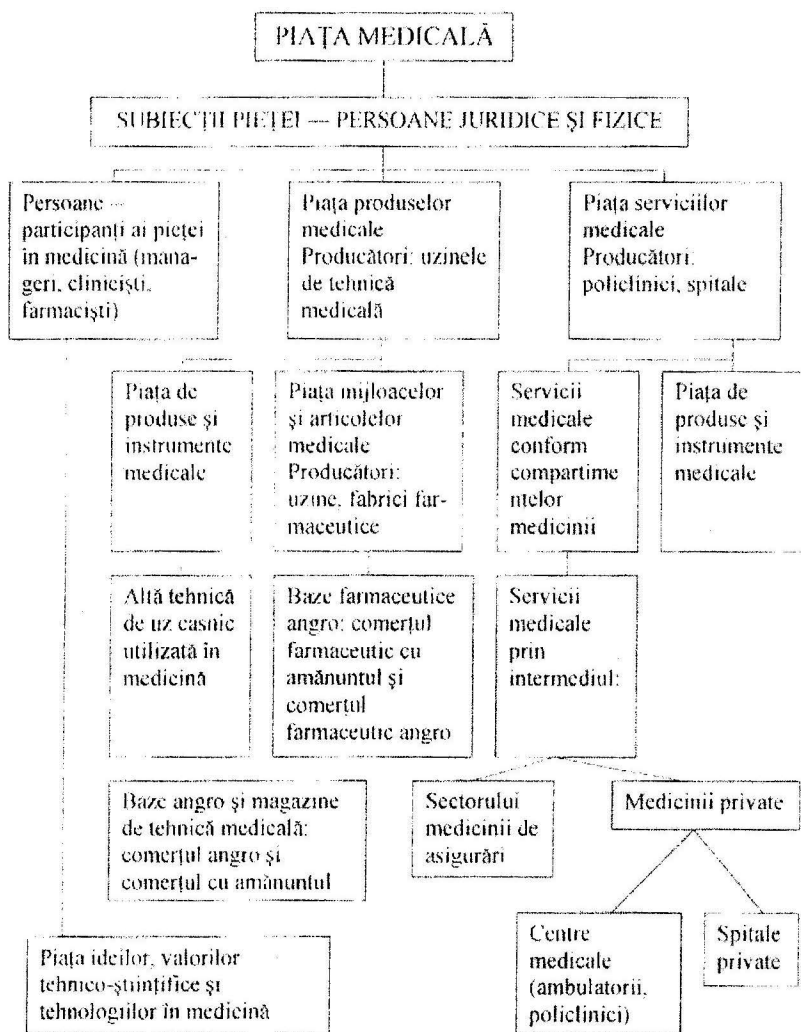 PIAȚA MEDICALĂ
SUBIECȚII PIEȚEI — PERSOANE JURIDICE ȘI FIZICE
Persoane —
participanți ai pieței
în medicină (mana-
geri, cliniciști,
farmaciști)
Piața produselor
medicale
Producători: uzinele
de tehnică
medicală
Piața serviciilor
medicale
Producători:
policlinici, spitale
Piața de
produse și
instrumente
medicale
Piața mijloacelor
și articolelor
medicale
Producători:
uzine, fabrici far-
maceutice
Servicii
medicale
conform
compartime
ntelor
medicinii
Piața de
produse și
instrumente
medicale
Altă tehnică
de uz casnic
utilizată în
medicină
Baze farmaceutice
angro: comerțul
farmaceutic cu
amănuntul și
comerțul
farmaceutic angro
Servicii
medicale
prin
intermediul:
Baze angro și magazine
de tehnică medicală:
comerțul angro și
comerțul cu amănuntul
Sectorului
medicinii de
asigurări
Medicinii private
Piața ideilor, valorilor
tehnico-științifice și
tehnologiilor în medicină
Centre
medicale
(ambulatorii,
policlinici)
Spitale
private